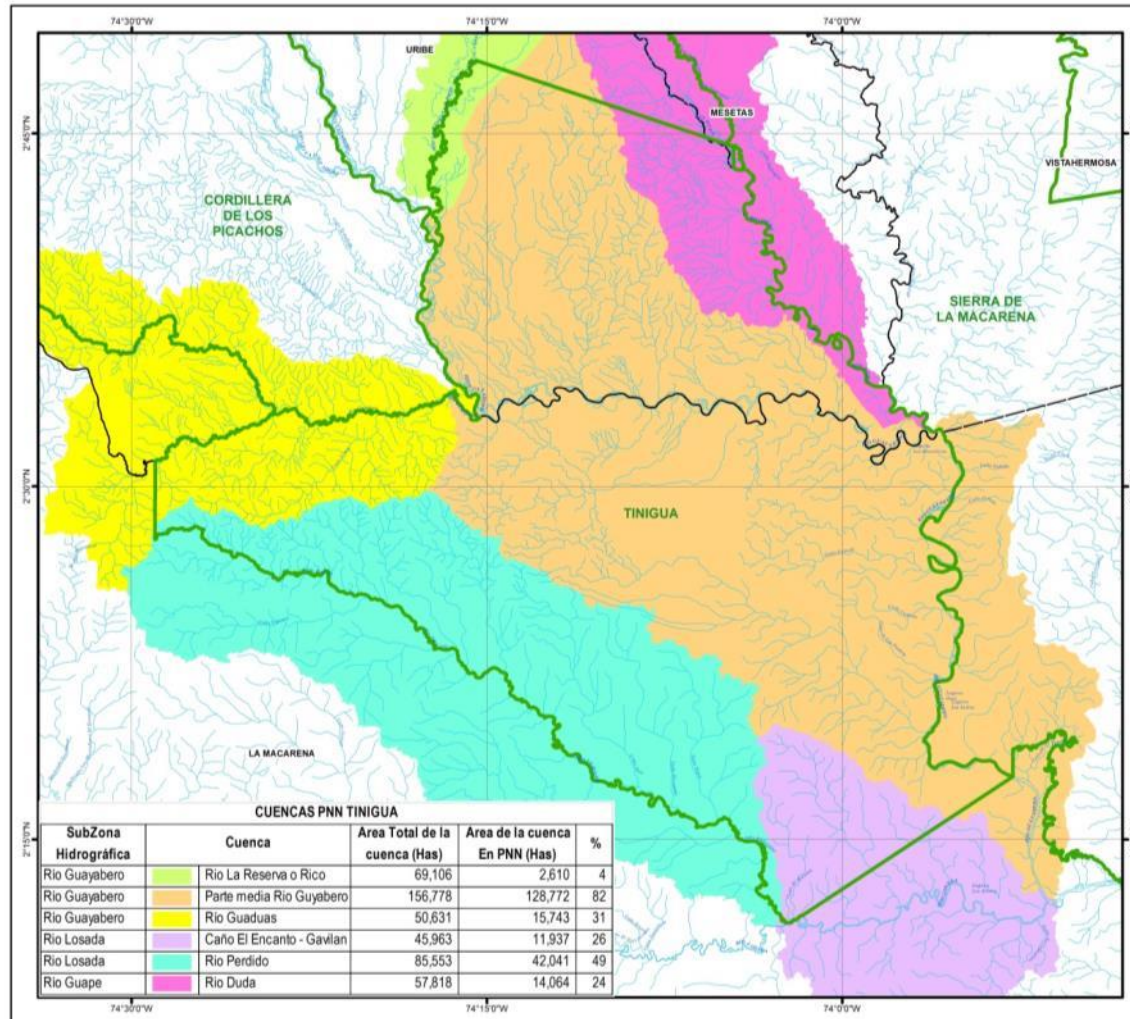 74°30'0"W 74°15'0"W 74°0'0"W
URIBE
MESETAS
2°45'0"N
VISTAHERMOSA
CORDILLERA
DE LOS
PICACHOS
SIERRA DE
LA MACARENA
2°30'0"N
TINIGUA
LA MACARENA
2°15'0"N
CUENCAS PNN TINIGUA
SubZona Hidrográfica Cuenca Area Total de la cuenca (Has) Area de la cuenca En PNN (Has) %
Rio Guayabero Rio La Reserva o Rico 69,106 2,610 4
Rio Guayabero Parte media Rio Guyabero 156,778 128,772 82
Rio Guayabero Rio Guaduas 50,631 15,743 31
Rio Losada Caño El Encanto - Gavilan 45,963 11,937 26
Rio Losada Rio Perdido 85,553 42,041 49
Rio Guape Rio Duda 57,818 14,064 24
74°30'0"W 74°15'0"W 74°0'0"W